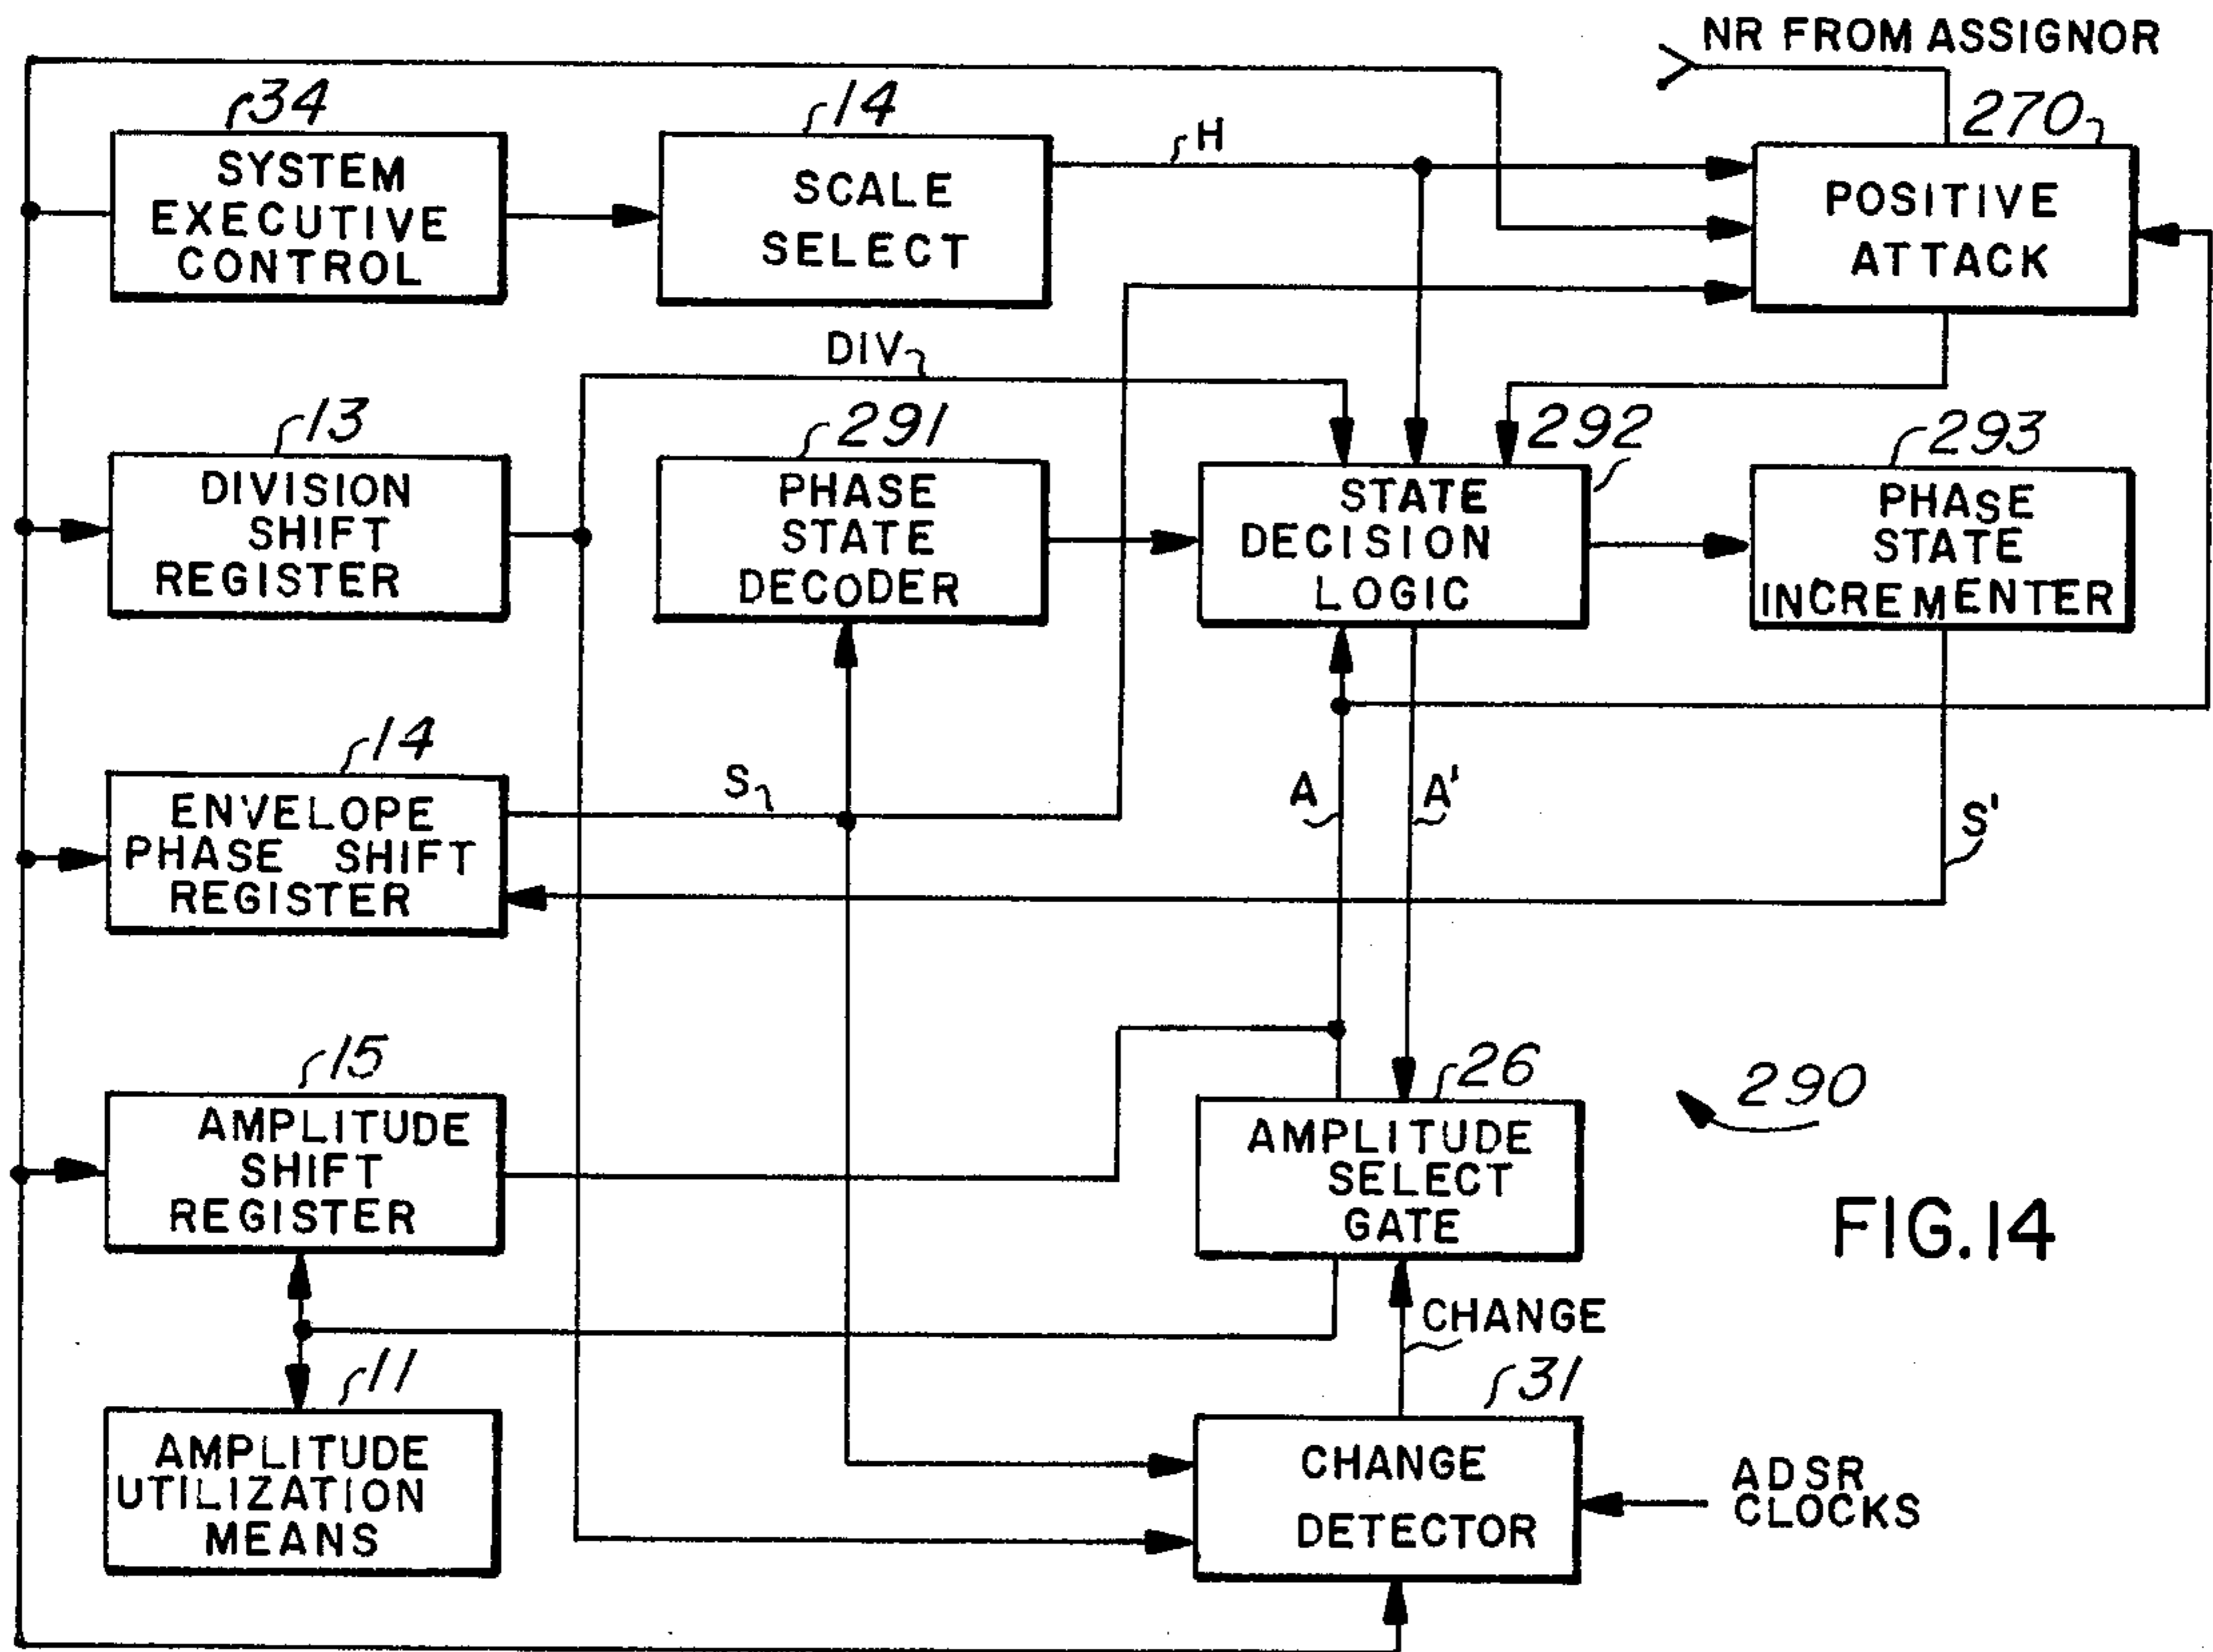 NR FROM ASSIGNOR
34
14
H
270
SYSTEM
EXECUTIVE
CONTROL
SCALE
SELECT
POSITIVE
ATTACK
DIV
13
291
292
293
DIVISION
SHIFT
REGISTER
PHASE
STATE
DECODER
STATE
DECISION
LOGIC
PHASE
STATE
INCREMENTER
14
S
A
A'
S'
ENVELOPE
PHASE SHIFT
REGISTER
15
26
290
AMPLITUDE
SHIFT
REGISTER
AMPLITUDE
SELECT
GATE
FIG.14
CHANGE
11
31
AMPLITUDE
UTILIZATION
MEANS
CHANGE
DETECTOR
ADSR
CLOCKS